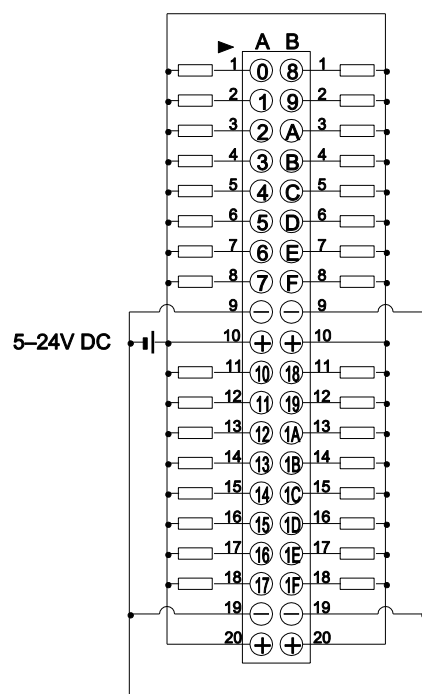 A B
1 0 8 1
2 1 9 2
3 2 A 3
4 3 B 4
5 4 C 5
6 5 D 6
7 6 E 7
8 7 F 8
9 − − 9
5–24V DC 10 + + 10
11 10 18 11
12 11 19 12
13 12 1A 13
14 13 1B 14
15 14 1C 15
16 15 1D 16
17 16 1E 17
18 17 1F 18
19 − − 19
20 + + 20